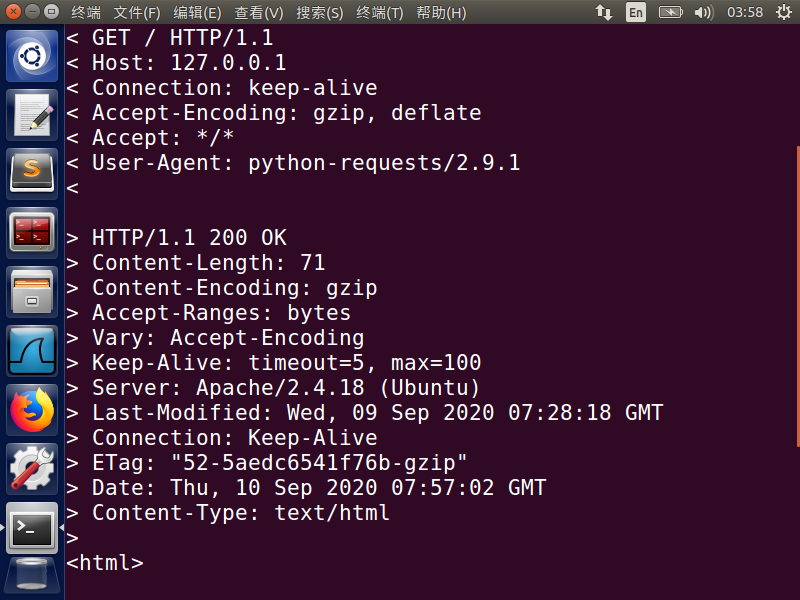 终端 文件(F) 编辑(E) 查看(V) 搜索(S) 终端(T) 帮助(H) En 03:58
< GET / HTTP/1.1
< Host: 127.0.0.1
< Connection: keep-alive
< Accept-Encoding: gzip, deflate
< Accept: */*
< User-Agent: python-requests/2.9.1
<
> HTTP/1.1 200 OK
> Content-Length: 71
> Content-Encoding: gzip
> Accept-Ranges: bytes
> Vary: Accept-Encoding
> Keep-Alive: timeout=5, max=100
> Server: Apache/2.4.18 (Ubuntu)
> Last-Modified: Wed, 09 Sep 2020 07:28:18 GMT
> Connection: Keep-Alive
> ETag: "52-5aedc6541f76b-gzip"
> Date: Thu, 10 Sep 2020 07:57:02 GMT
> Content-Type: text/html
>
<html>